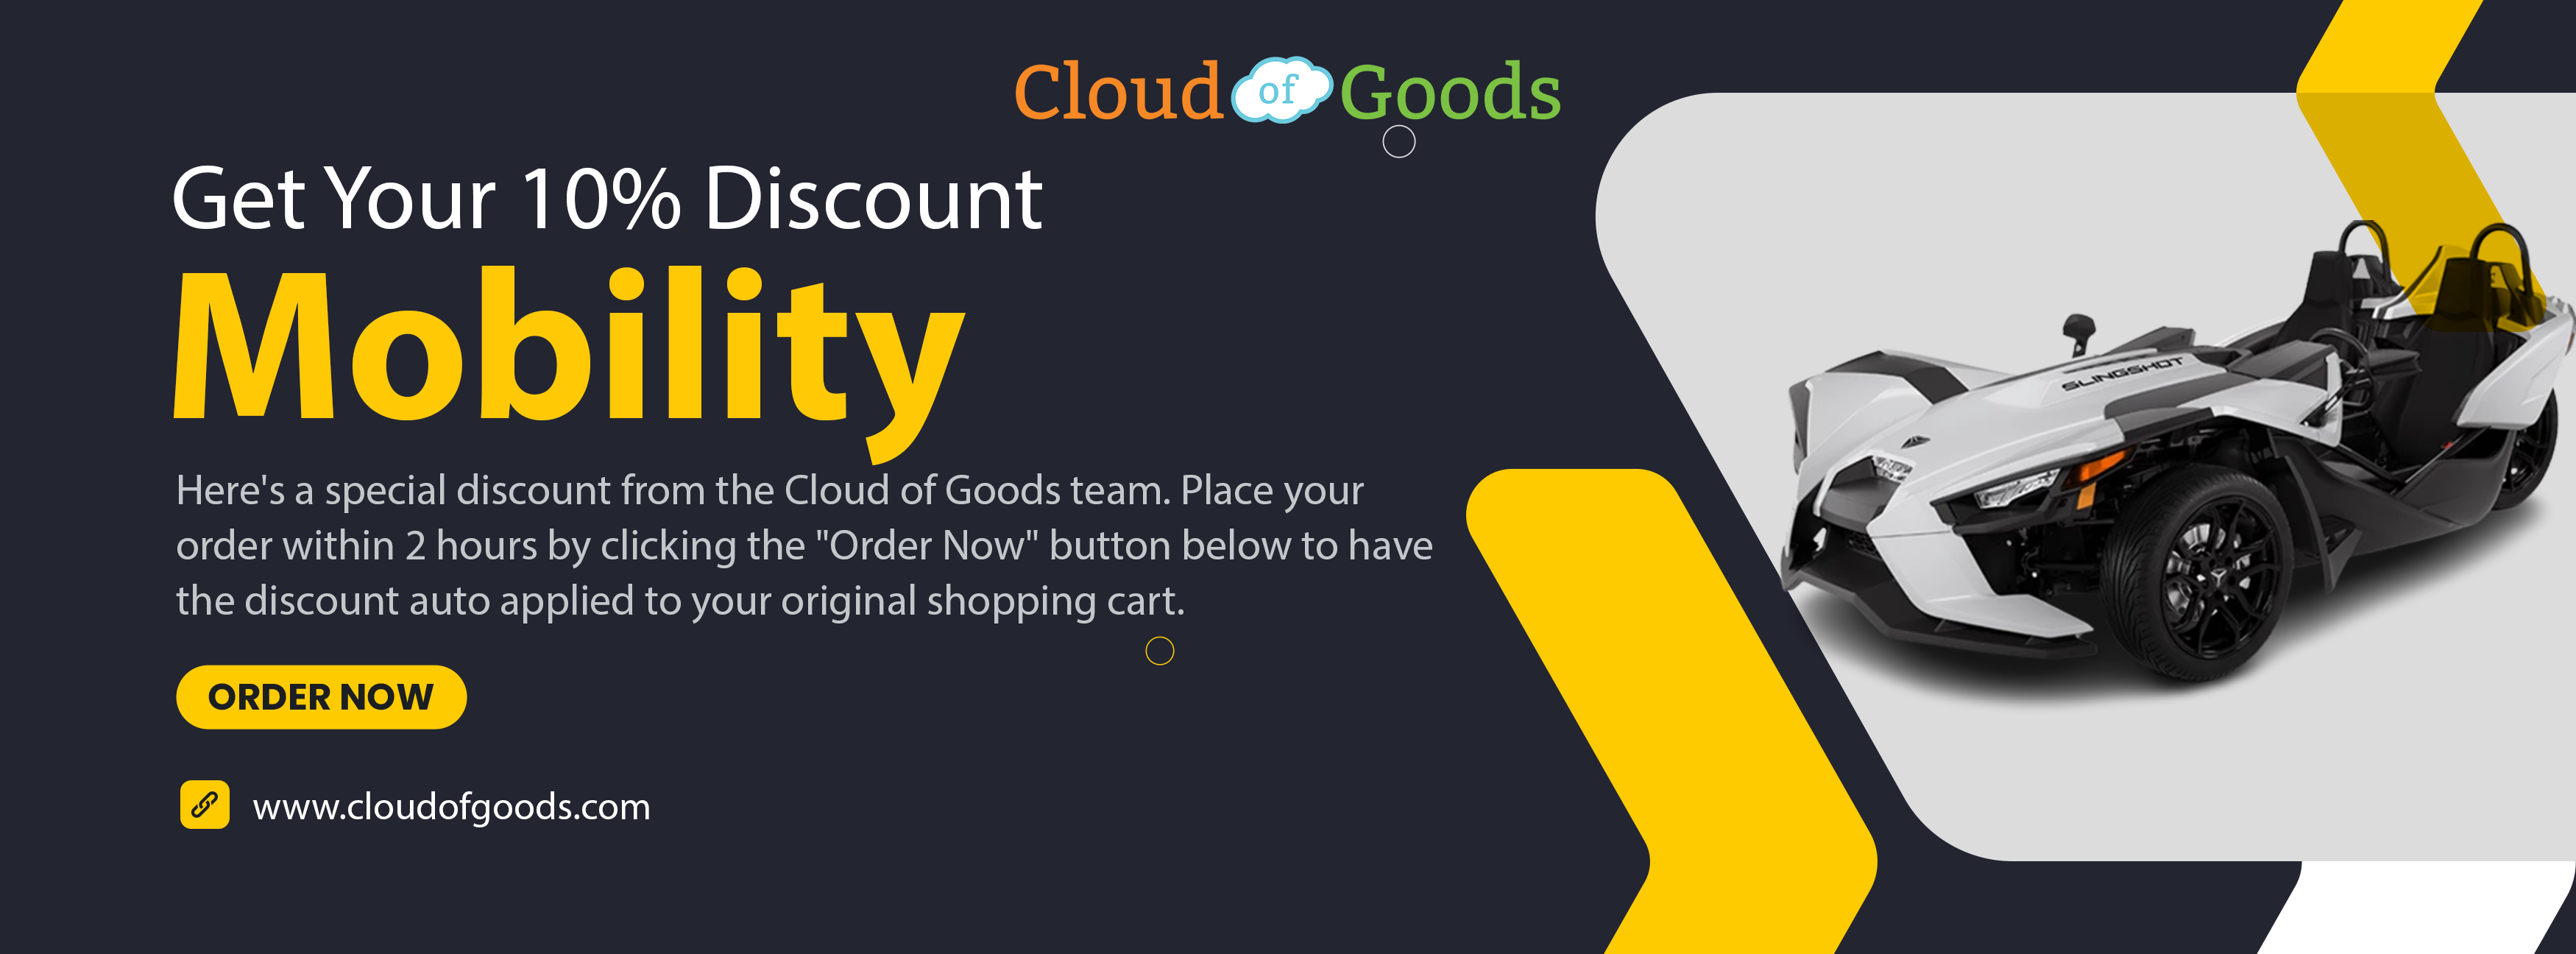 Cloud of Goods
Get Your 10% Discount
Mobility
Here's a special discount from the Cloud of Goods team. Place your
order within 2 hours by clicking the "Order Now" button below to have
the discount auto applied to your original shopping cart.
ORDER NOW
www.cloudofgoods.com
SLINGSHOT